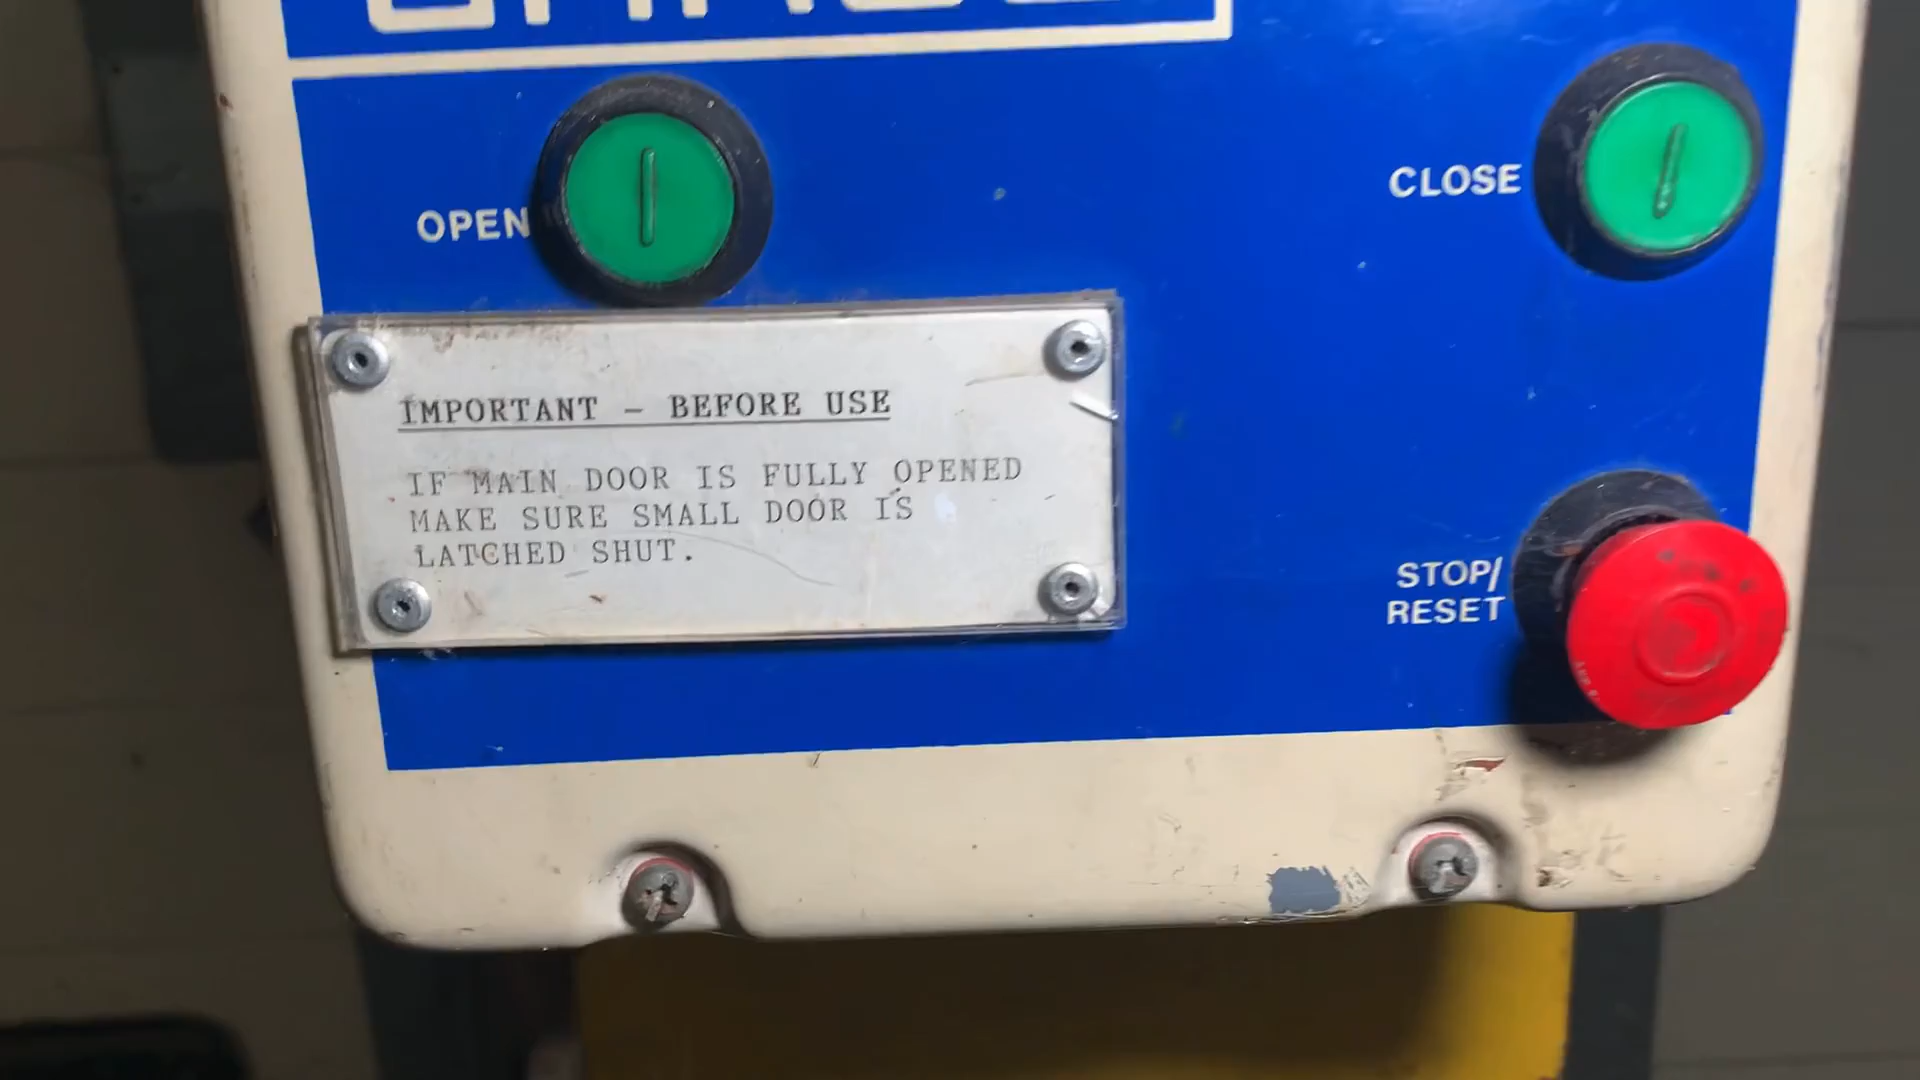 OPEN
CLOSE
IMPORTANT - BEFORE USE
IF MAIN DOOR IS FULLY OPENED
MAKE SURE SMALL DOOR IS
LATCHED SHUT.
STOP/
RESET